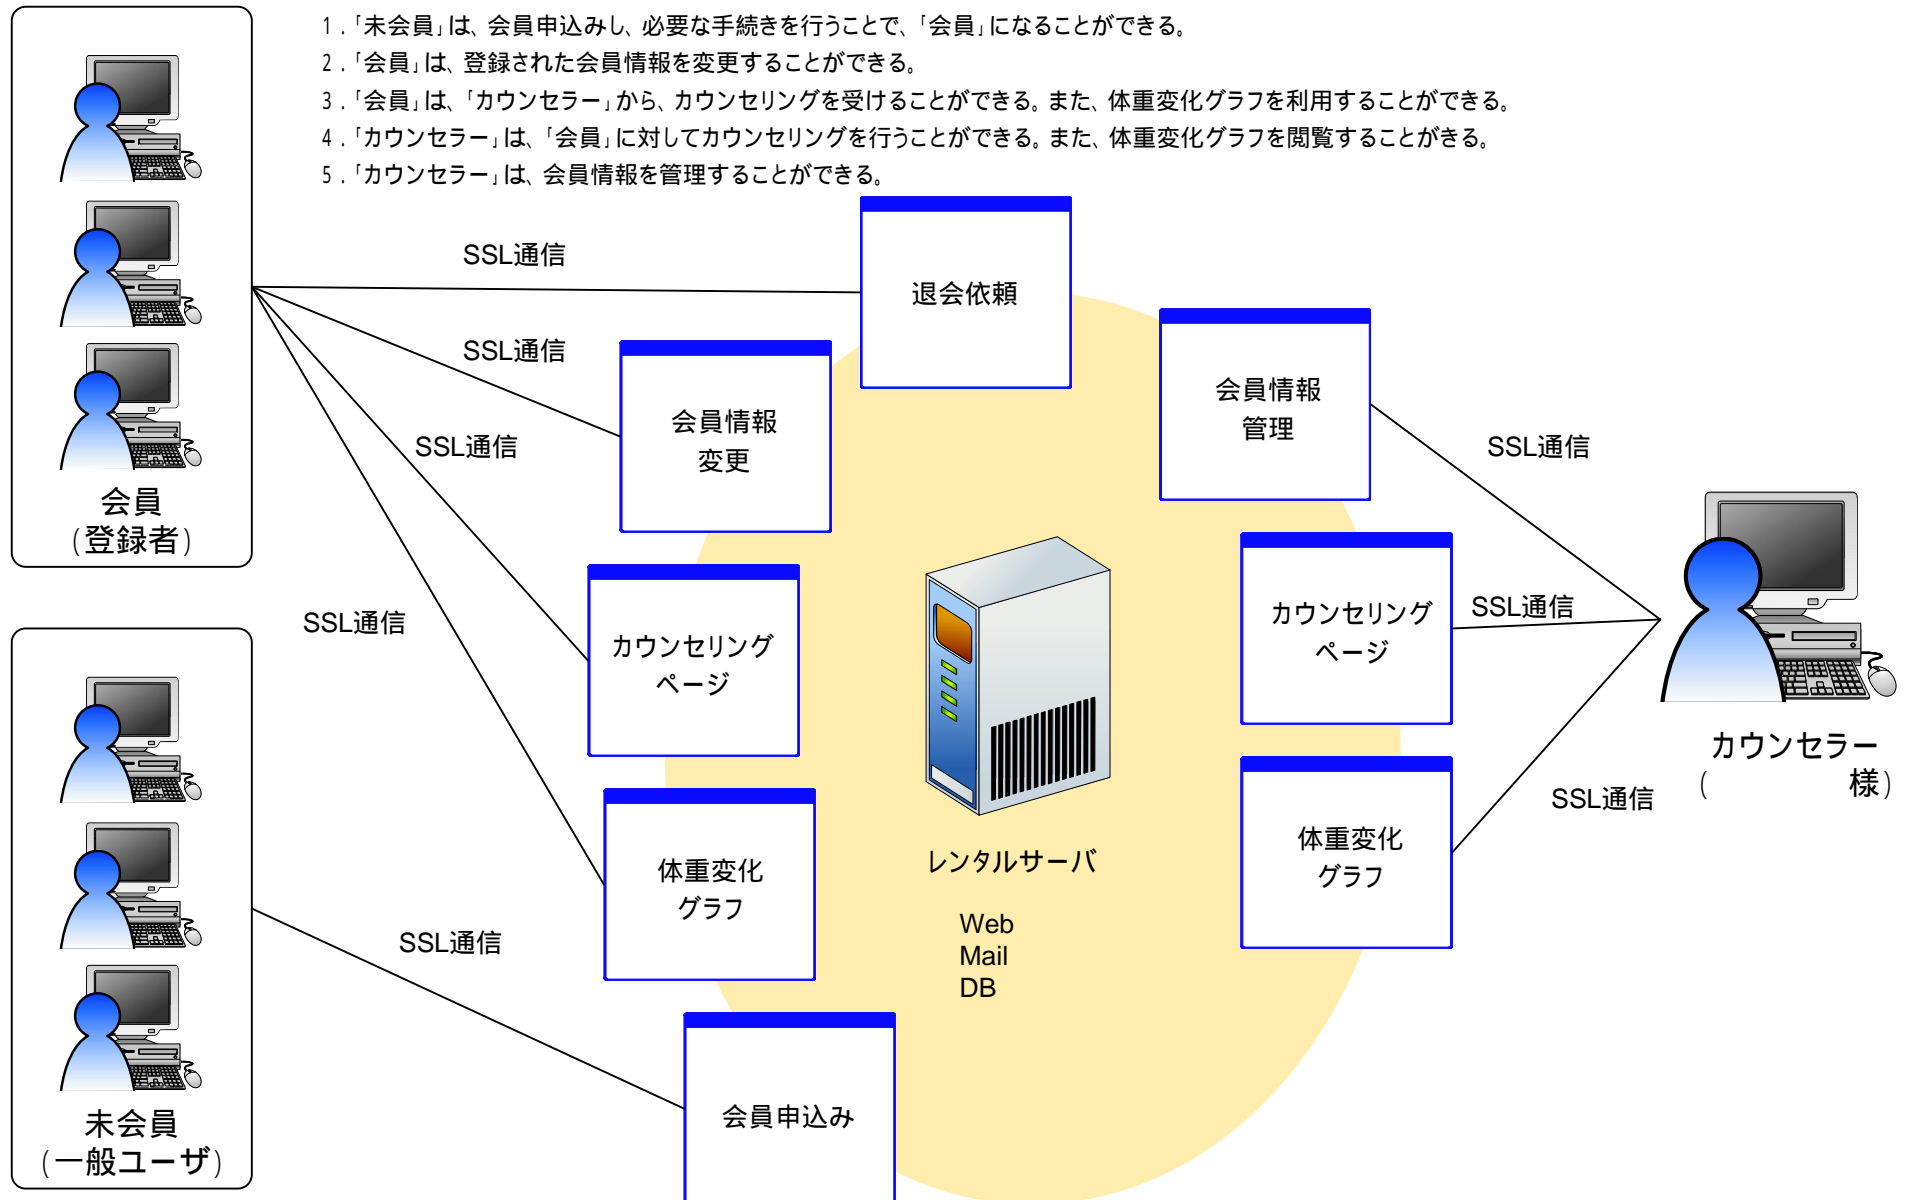 1．「未会員」は、会員申込みし、必要な手続きを行うことで、「会員」になることができる。
2．「会員」は、登録された会員情報を変更することができる。
3．「会員」は、「カウンセラー」から、カウンセリングを受けることができる。また、体重変化グラフを利用することができる。
4．「カウンセラー」は、「会員」に対してカウンセリングを行うことができる。また、体重変化グラフを閲覧することがきる。
5．「カウンセラー」は、会員情報を管理することができる。
会員
(登録者)
未会員
(一般ユーザ)
SSL通信
SSL通信
SSL通信
SSL通信
SSL通信
退会依頼
会員情報
変更
カウンセリング
ページ
体重変化
グラフ
会員申込み
レンタルサーバ
Web
Mail
DB
会員情報
管理
カウンセリング
ページ
体重変化
グラフ
SSL通信
SSL通信
SSL通信
カウンセラー
(　　　　　様)